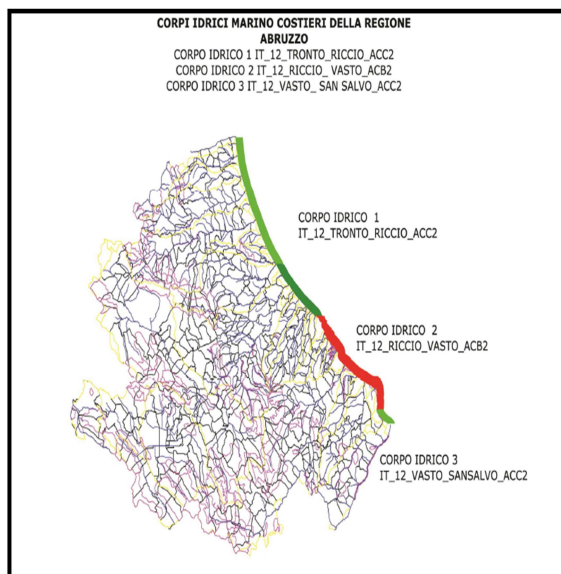 CORPI IDRICI MARINO COSTIERI DELLA REGIONE
ABRUZZO
CORPO IDRICO 1 IT_12_TRONTO_RICCIO_ACC2
CORPO IDRICO 2 IT_12_RICCIO_ VASTO_ACB2
CORPO IDRICO 3 IT_12_VASTO_ SAN SALVO_ACC2
CORPO IDRICO 1
IT_12_TRONTO_RICCIO_ACC2
CORPO IDRICO 2
IT_12_RICCIO_VASTO_ACB2
CORPO IDRICO 3
IT_12_VASTO_SANSALVO_ACC2